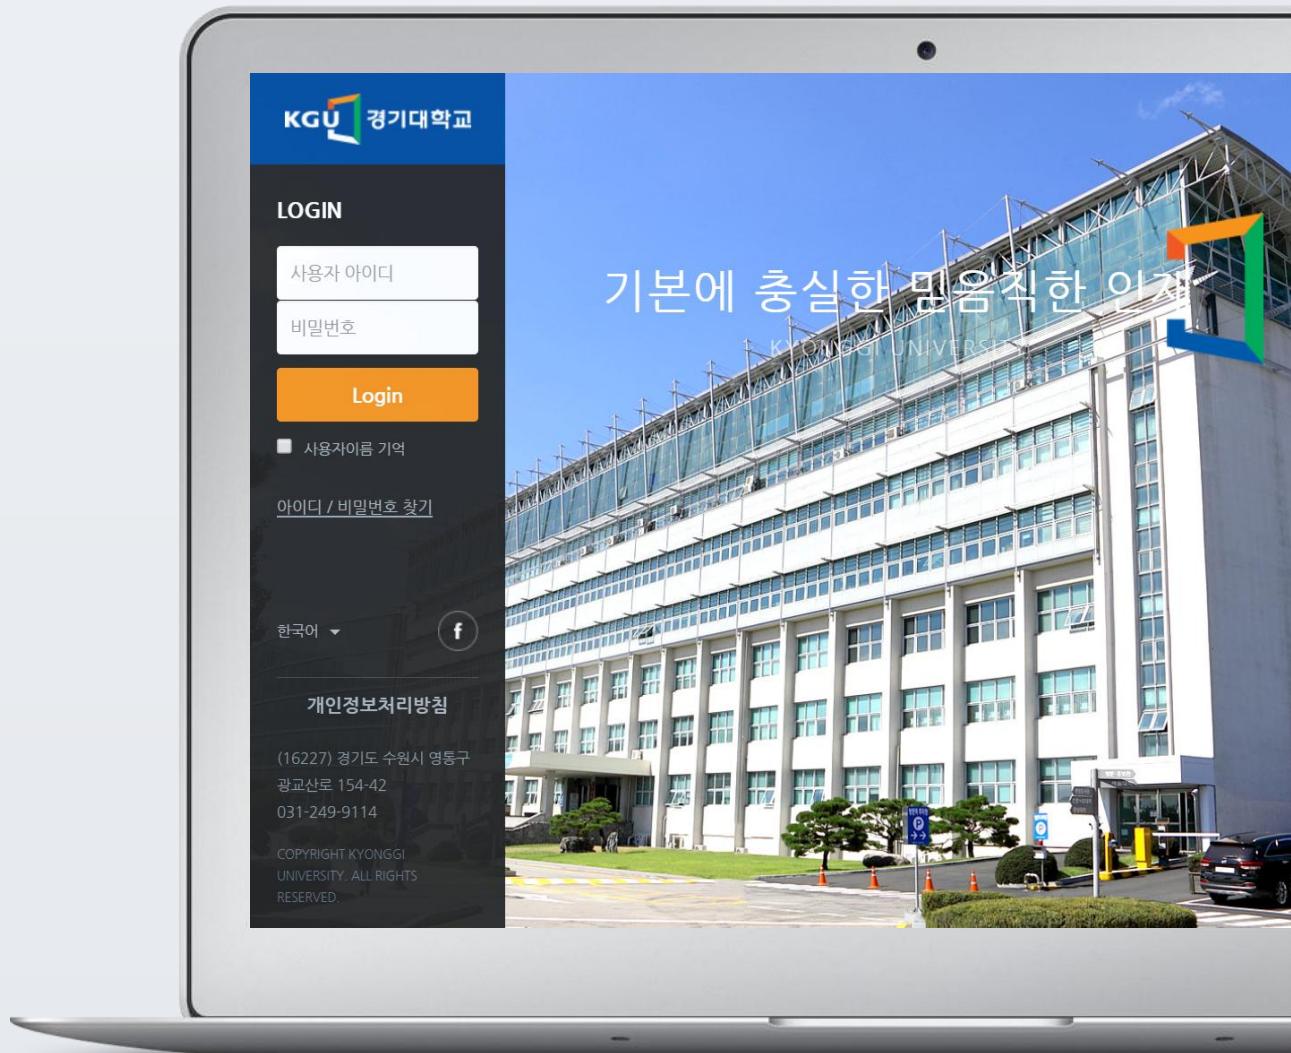 KGU 경기대학교
LOGIN
사용자 아이디
비밀번호
Login
사용자이름 기억
아이디 / 비밀번호 찾기
한국어
f
개인정보처리방침
(16227) 경기도 수원시 영통구
광교산로 154-42
031-249-9114
COPYRIGHT KYONGGI
UNIVERSITY. ALL RIGHTS
RESERVED.
기본에 충실한 믿음직한 인재
KYONGGI UNIVERSITY
P